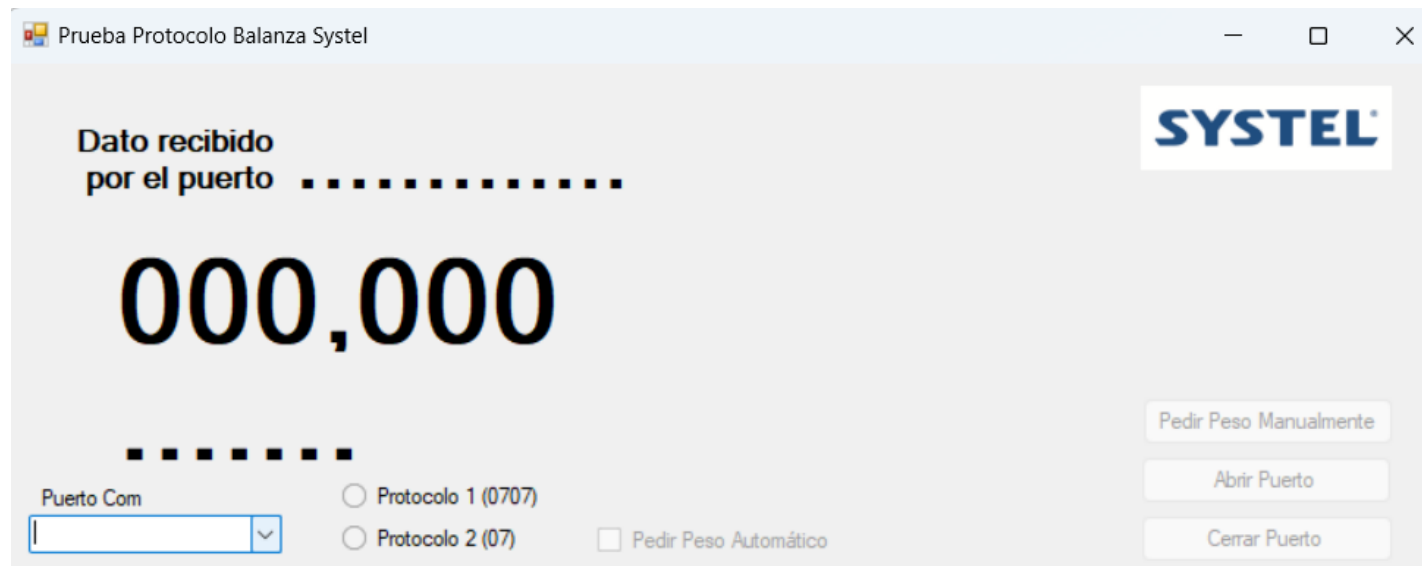 Prueba Protocolo Balanza Systel
SYSTEL
Dato recibido
por el puerto .............
000,000
.......
Pedir Peso Manualmente
Abrir Puerto
Cerrar Puerto
Puerto Com
Protocolo 1 (0707)
Protocolo 2 (07)
Pedir Peso Automático